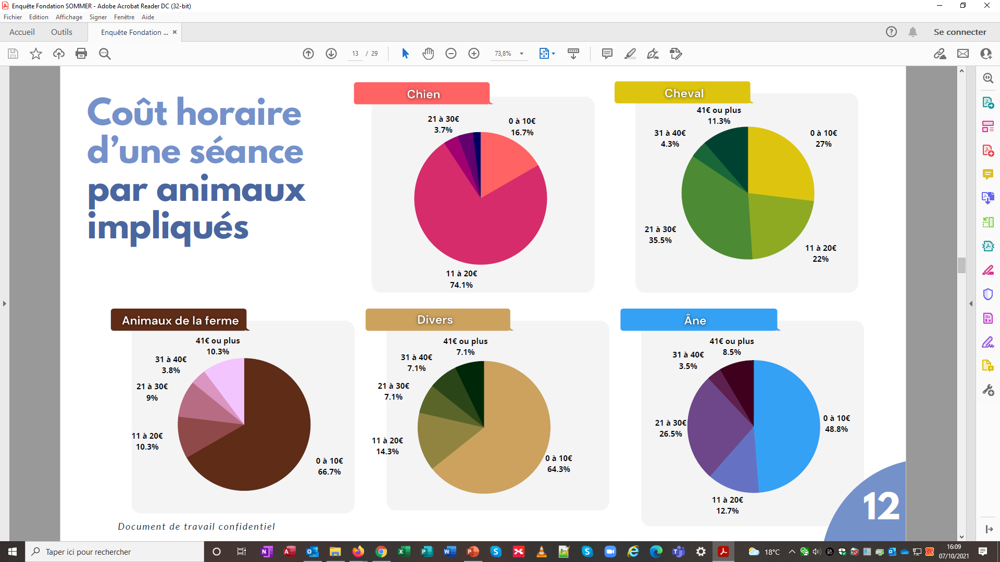 Enquête Fondation SOMMER - Adobe Acrobat Reader DC (32-bit)
Fichier Edition Affichage Signer Fenêtre Aide
Accueil Outils Enquête Fondation ... × Se connecter
13 / 29 73,8%
Coût horaire
d'une séance
par animaux
impliqués
Chien
21 à 30€
3.7%
0 à 10€
16.7%
11 à 20€
74.1%
Cheval
41€ ou plus
11.3%
31 à 40€
4.3%
0 à 10€
27%
21 à 30€
35.5%
11 à 20€
22%
Animaux de la ferme
41€ ou plus
10.3%
31 à 40€
3.8%
21 à 30€
9%
11 à 20€
10.3%
0 à 10€
66.7%
Divers
41€ ou plus
7.1%
31 à 40€
7.1%
21 à 30€
7.1%
11 à 20€
14.3%
0 à 10€
64.3%
Âne
41€ ou plus
8.5%
31 à 40€
3.5%
21 à 30€
26.5%
0 à 10€
48.8%
11 à 20€
12.7%
12
Document de travail confidentiel
Taper ici pour rechercher
18°C
16:09
07/10/2021